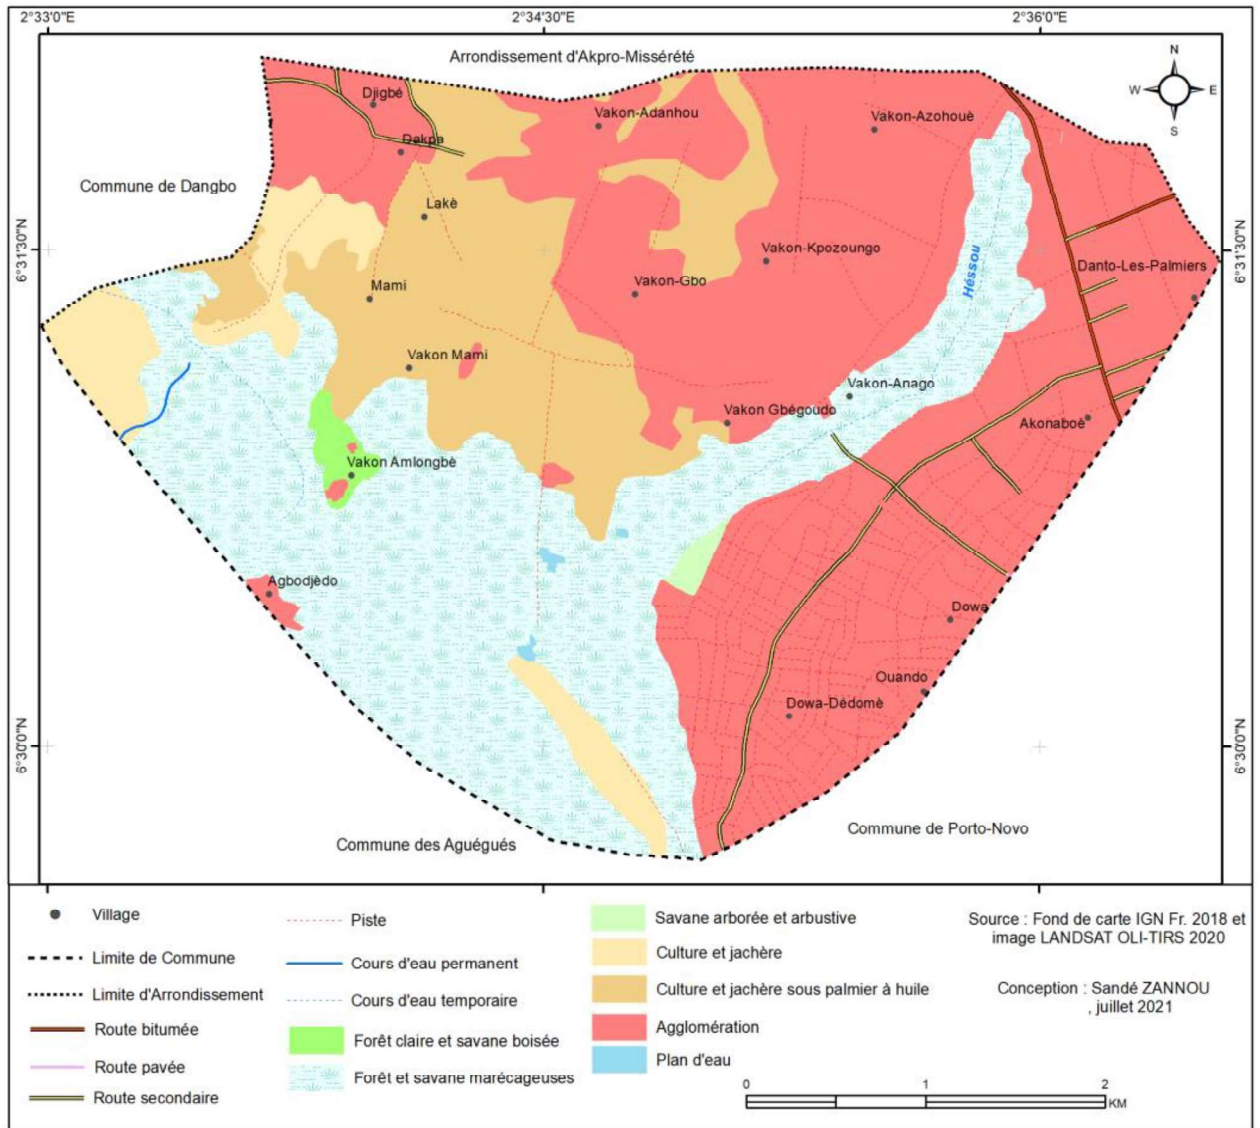 2°33'0"E
2°34'30"E
2°36'0"E
Arrondissement d'Akpro-Missérété
N
W
E
S
Djigbé
Vakon-Adanhou
Vakon-Azohouè
Dakpa
Commune de Dangbo
Lakè
6°31'30"N
6°31'30"N
Vakon-Kpozoungo
Héssou
Danto-Les-Palmiers
Mami
Vakon-Gbo
Vakon Mami
Vakon-Anago
Vakon Gbégoudo
Akonaboè
Vakon Amlongbè
Agbodjèdo
Dowa
Ouando
Dowa-Dédomè
6°30'0"N
6°30'0"N
Commune des Aguégués
Commune de Porto-Novo
Village
Limite de Commune
Limite d'Arrondissement
Route bitumée
Route pavée
Route secondaire
Piste
Cours d'eau permanent
Cours d'eau temporaire
Forêt claire et savane boisée
Forêt et savane marécageuses
Savane arborée et arbustive
Culture et jachère
Culture et jachère sous palmier à huile
Agglomération
Plan d'eau
Source : Fond de carte IGN Fr. 2018 et
image LANDSAT OLI-TIRS 2020
Conception : Sandé ZANNOU
, juillet 2021
0
1
2
KM